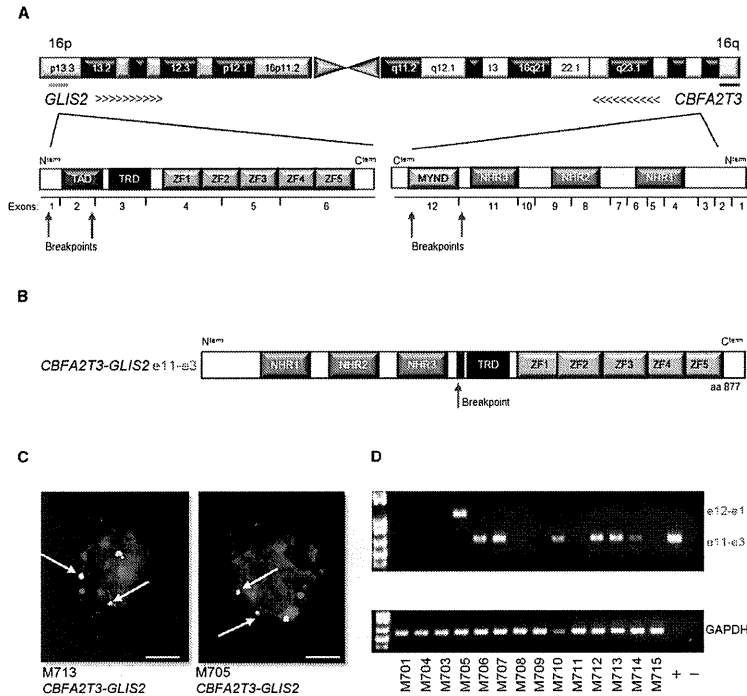 A
16p
16q
p13.3 13.2 12.3 p12.1 16p11.2 q11.2 q12.1 13 16q21 22.1 q23.1
GLIS2 >>>>>>>>>>
<<<<<<<<<< CBFA2T3
Nterm Cterm Cterm Nterm
TAD TRD ZF1 ZF2 ZF3 ZF4 ZF5 MYND NHR3 NHR2 NHR1
Exons: 1 2 3 4 5 6 12 11 10 9 8 7 6 5 4 3 2 1
Breakpoints
Breakpoints
B
Nterm Cterm
CBFA2T3-GLIS2 e11-e3 NHR1 NHR2 NHR3 TRD ZF1 ZF2 ZF3 ZF4 ZF5
aa 877
Breakpoint
C
M713
CBFA2T3-GLIS2
M705
CBFA2T3-GLIS2
D
e12-e1
e11-e3
GAPDH
M701 M704 M703 M705 M706 M707 M708 M709 M710 M711 M712 M713 M714 M715 + −